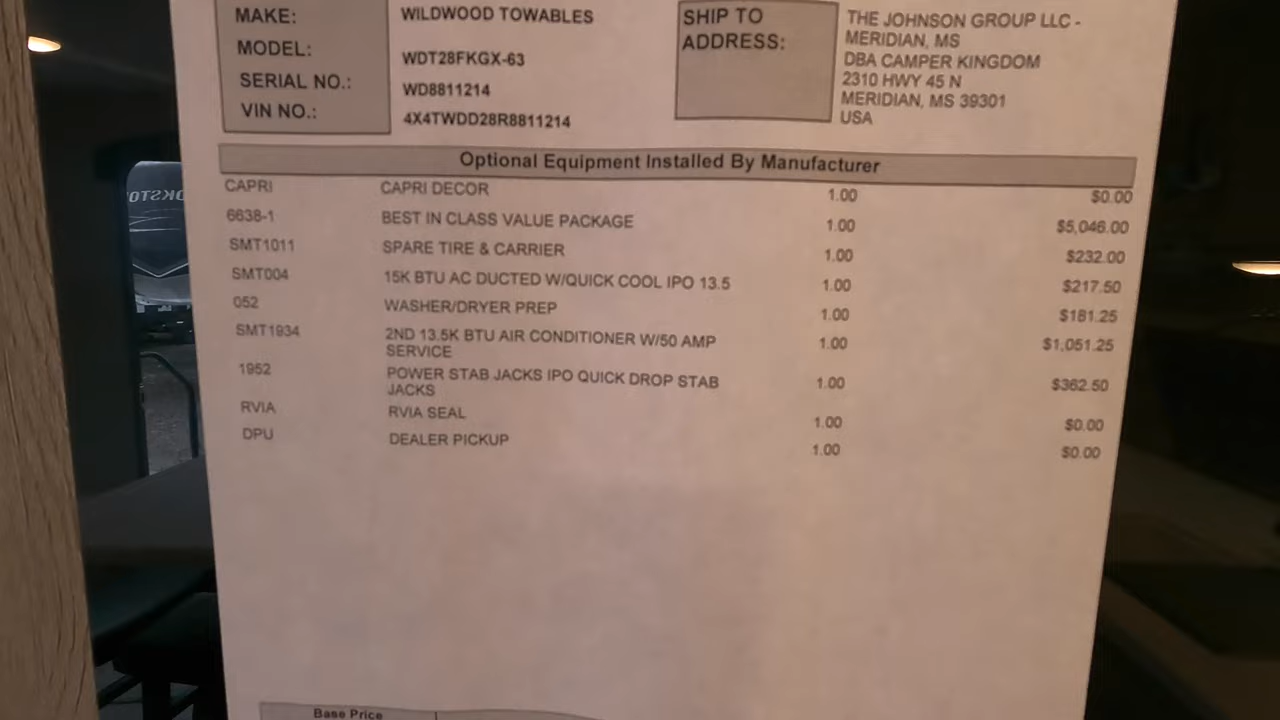 MAKE: WILDWOOD TOWABLES
MODEL: WDT28FKGX-63
SERIAL NO.: WD8811214
VIN NO.: 4X4TWDD28R8811214
SHIP TO
ADDRESS:
THE JOHNSON GROUP LLC -
MERIDIAN, MS
DBA CAMPER KINGDOM
2310 HWY 45 N
MERIDIAN, MS 39301
USA
Optional Equipment Installed By Manufacturer
CAPRI CAPRI DECOR 1.00 $0.00
6638-1 BEST IN CLASS VALUE PACKAGE 1.00 $5,046.00
SMT1011 SPARE TIRE & CARRIER 1.00 $232.00
SMT004 15K BTU AC DUCTED W/QUICK COOL IPO 13.5 1.00 $217.50
052 WASHER/DRYER PREP 1.00 $181.25
SMT1934 2ND 13.5K BTU AIR CONDITIONER W/50 AMP 1.00 $1,051.25
SERVICE
1952 POWER STAB JACKS IPO QUICK DROP STAB 1.00 $362.50
JACKS
RVIA RVIA SEAL 1.00 $0.00
DPU DEALER PICKUP 1.00 $0.00
Base Price